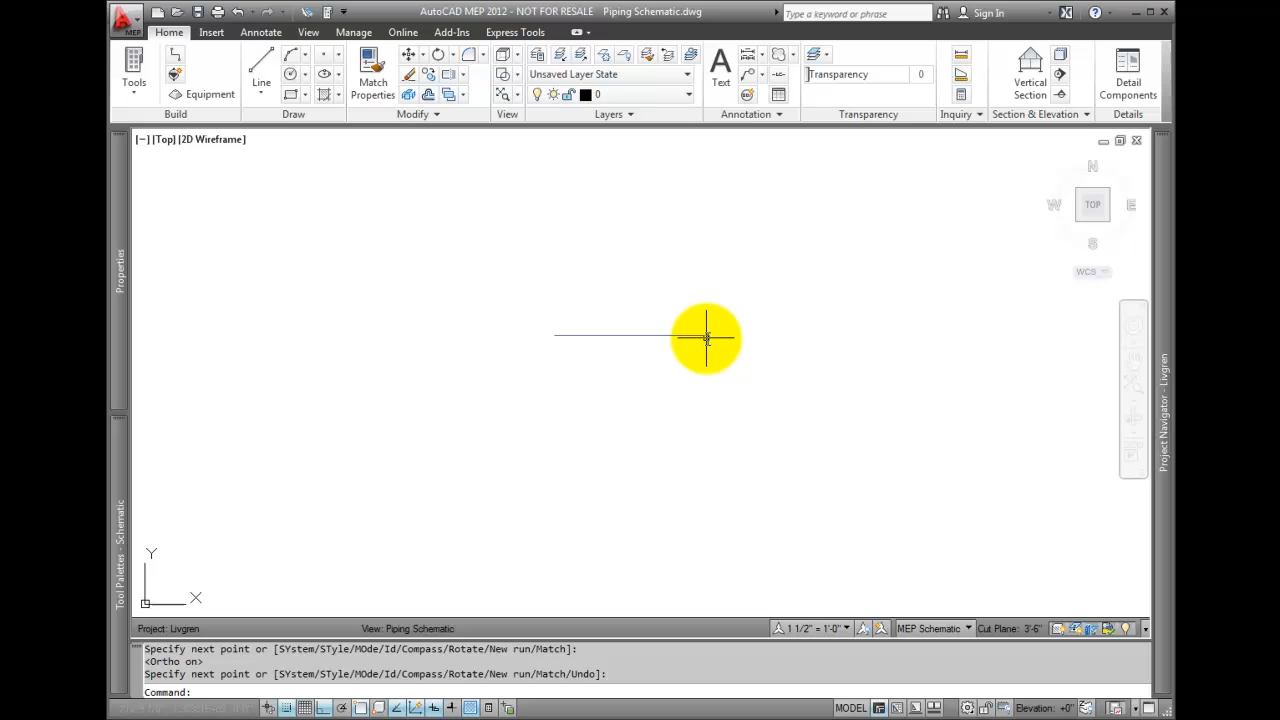 AutoCAD MEP 2012 - NOT FOR RESALE Piping Schematic.dwg
Type a keyword or phrase
Sign In
MEP
Home Insert Annotate View Manage Collaborate Online Add-Ins Express Tools
Tools
Equipment
Build
Line
Draw
Match
Properties
Modify
View
Unsaved Layer State
0
Layers
Text
Annotation
Transparency 0
Transparency
Inquiry
Vertical
Section
Section & Elevation
Detail
Components
Details
[−] [Top] [2D Wireframe]
N
W TOP E
S
WCS
Properties
Tool Palettes - Schematic
Project Navigator - Livgren
Y
X
Project: Livgren View: Piping Schematic 1 1/2" = 1'-0" MEP Schematic Cut Plane: 3'-6"
Specify next point or [SYstem/STyle/MOde/Id/Compass/Rotate/New run/Match]:
<Ortho on>
Specify next point or [SYstem/STyle/MOde/Id/Compass/Rotate/New run/Match/Undo]:
Command:
MODEL Elevation: +0"